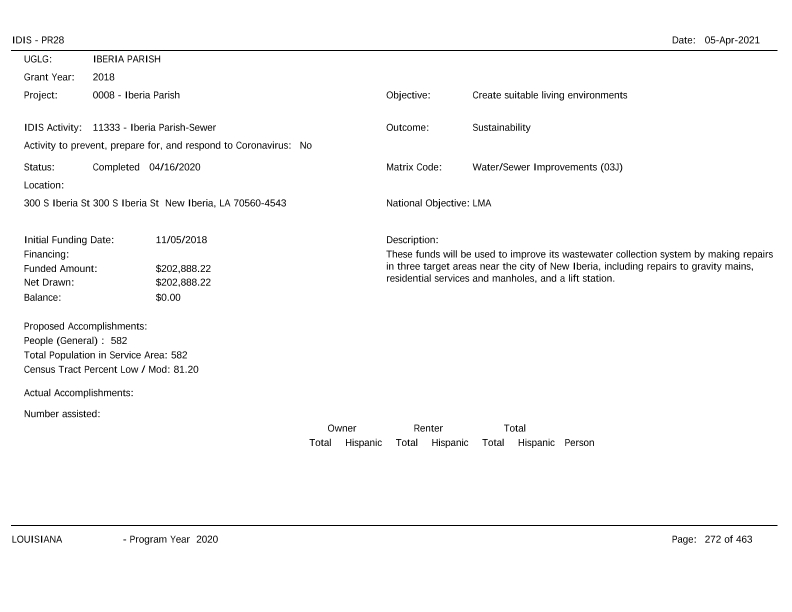 IDIS - PR28 Date: 05-Apr-2021
UGLG: IBERIA PARISH
Grant Year: 2018
Project: 0008 - Iberia Parish Objective: Create suitable living environments
IDIS Activity: 11333 - Iberia Parish-Sewer Outcome: Sustainability
Activity to prevent, prepare for, and respond to Coronavirus: No
Status: Completed 04/16/2020 Matrix Code: Water/Sewer Improvements (03J)
Location:
300 S Iberia St 300 S Iberia St New Iberia, LA 70560-4543 National Objective: LMA
Initial Funding Date: 11/05/2018 Description:
Financing: These funds will be used to improve its wastewater collection system by making repairs
Funded Amount: $202,888.22 in three target areas near the city of New Iberia, including repairs to gravity mains,
Net Drawn: $202,888.22 residential services and manholes, and a lift station.
Balance: $0.00
Proposed Accomplishments:
People (General) : 582
Total Population in Service Area: 582
Census Tract Percent Low / Mod: 81.20
Actual Accomplishments:
Number assisted:
Owner Renter Total
Total Hispanic Total Hispanic Total Hispanic Person
LOUISIANA - Program Year 2020 Page: 272 of 463